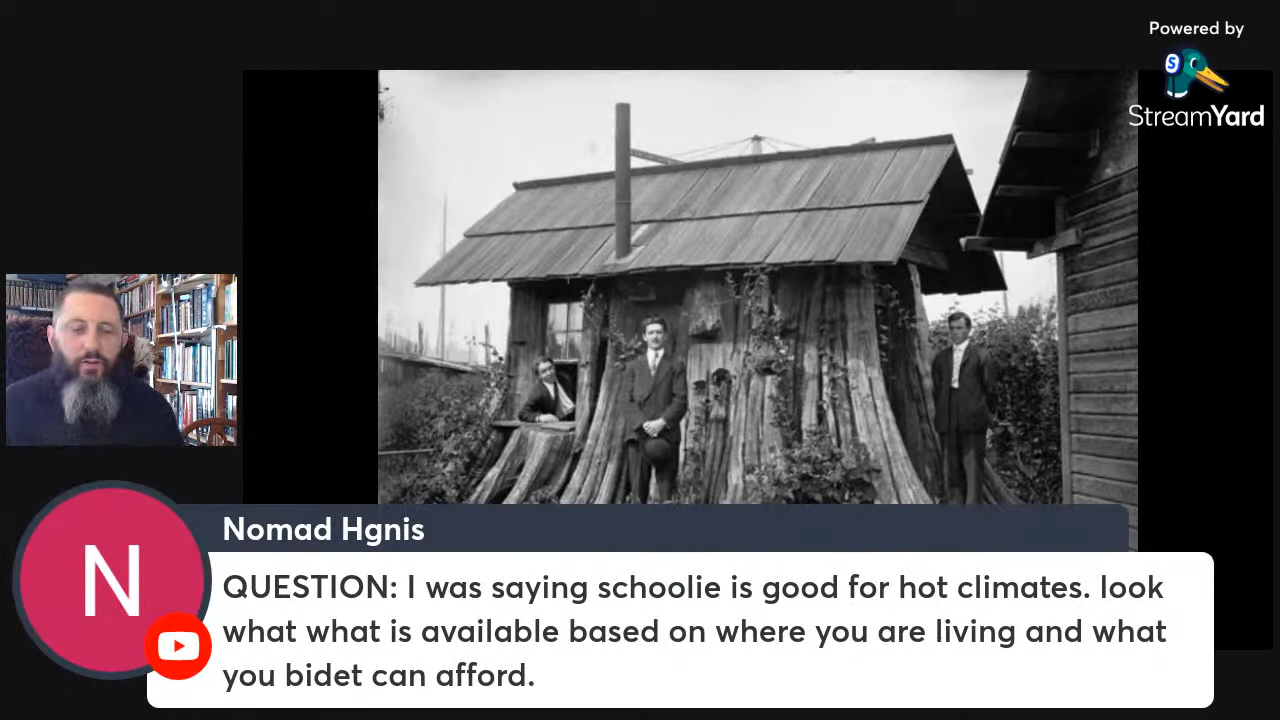 Powered by
S
StreamYard
Nomad Hgnis
N
QUESTION: I was saying schoolie is good for hot climates. look
what what is available based on where you are living and what
you bidet can afford.